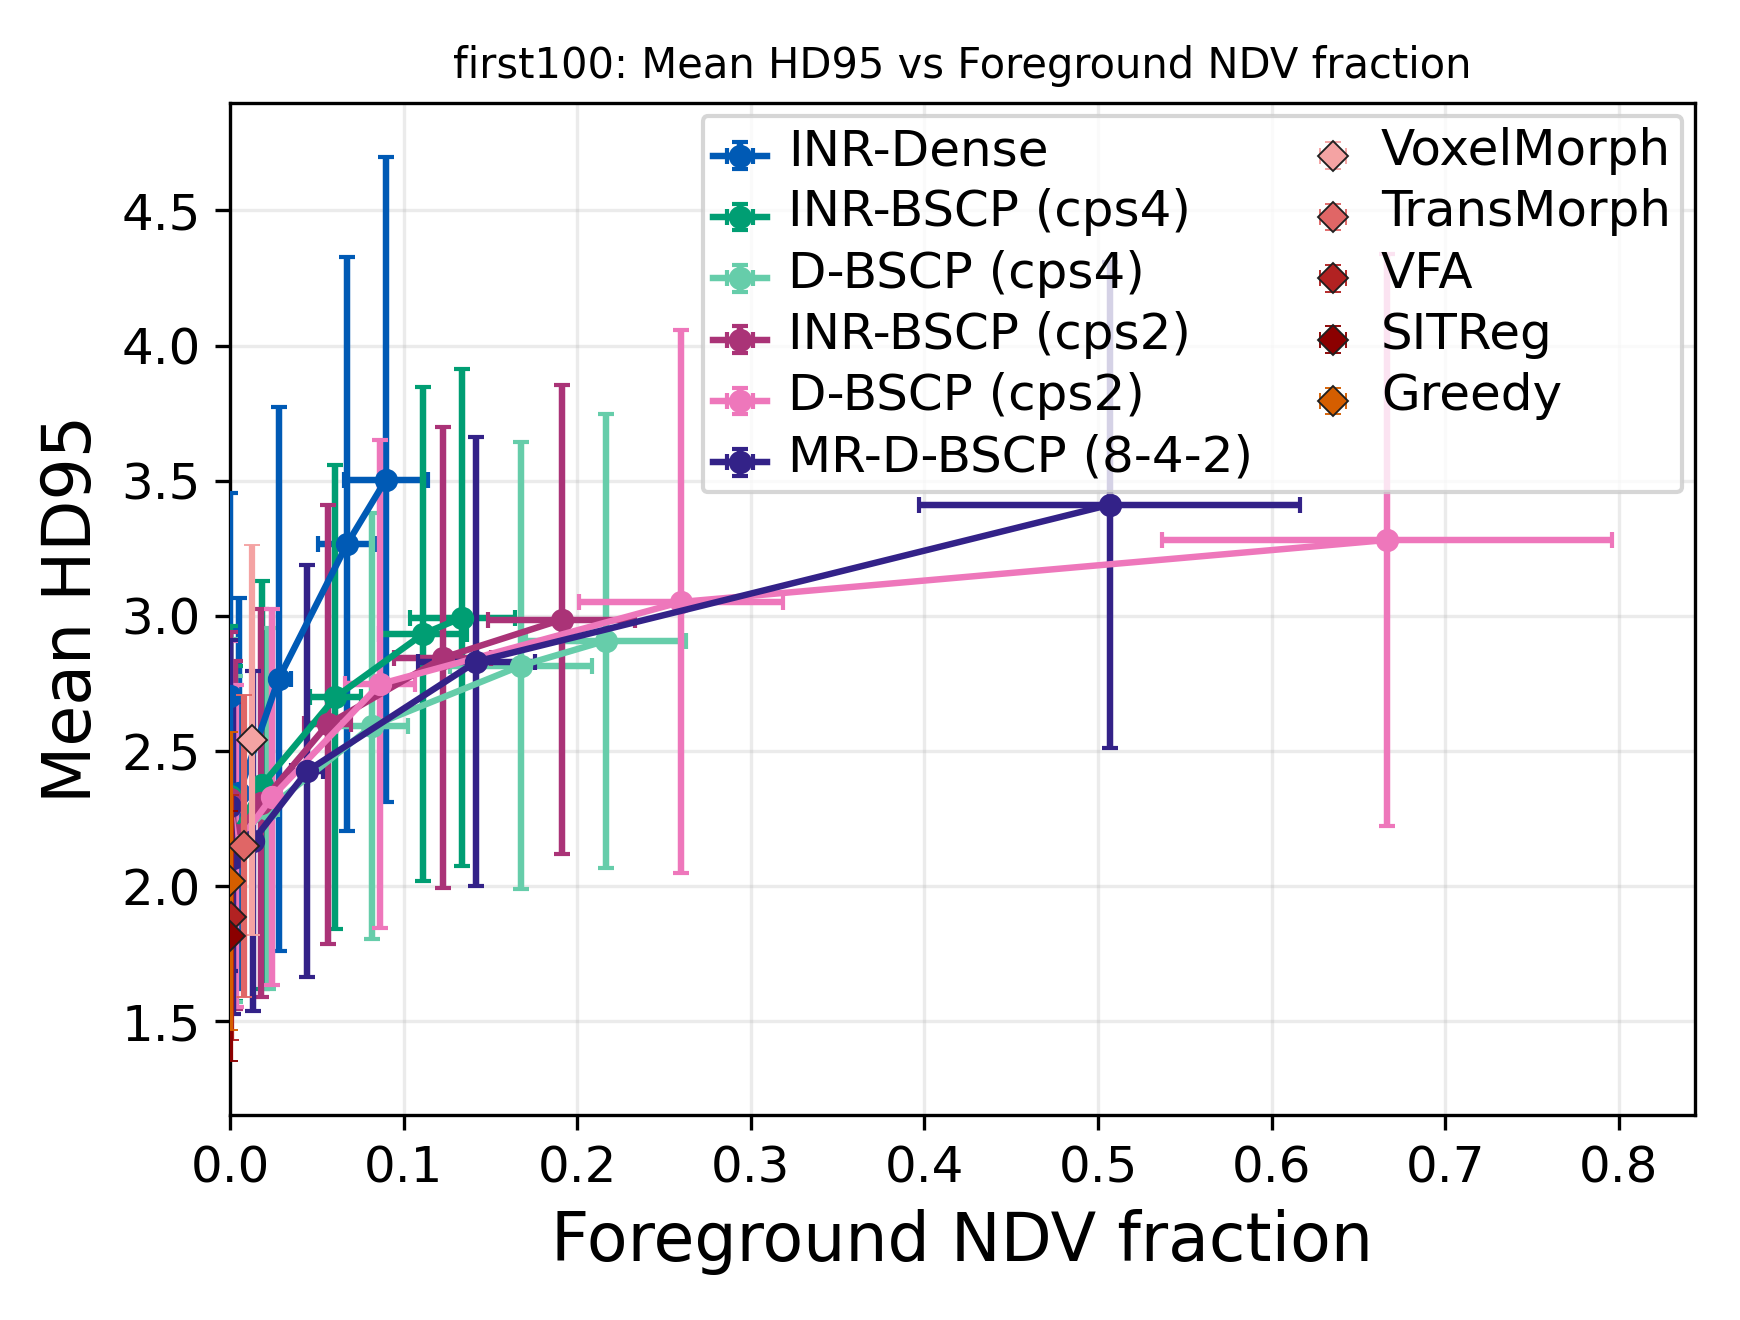 first100: Mean HD95 vs Foreground NDV fraction
Mean HD95
4.5
4.0
3.5
3.0
2.5
2.0
1.5
INR-Dense
INR-BSCP (cps4)
D-BSCP (cps4)
INR-BSCP (cps2)
D-BSCP (cps2)
MR-D-BSCP (8-4-2)
VoxelMorph
TransMorph
VFA
SITReg
Greedy
0.0 0.1 0.2 0.3 0.4 0.5 0.6 0.7 0.8
Foreground NDV fraction